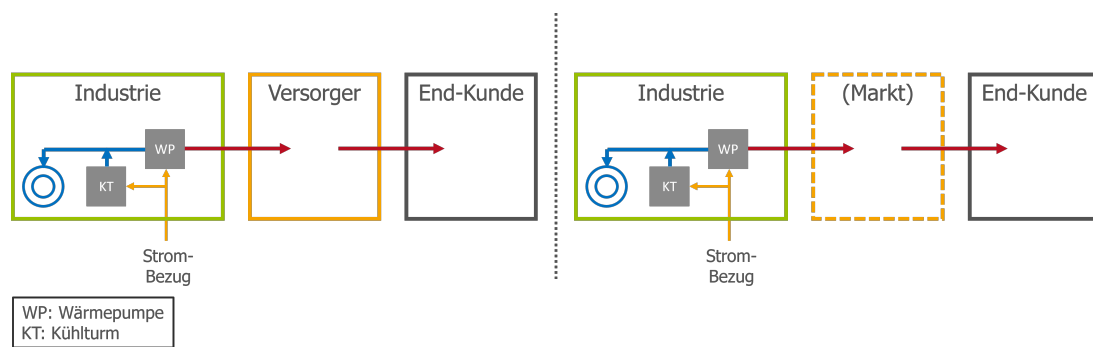 Industrie
Versorger
End-Kunde
WP
KT
Strom-
Bezug
WP: Wärmepumpe
KT: Kühlturm
Industrie
(Markt)
End-Kunde
WP
KT
Strom-
Bezug